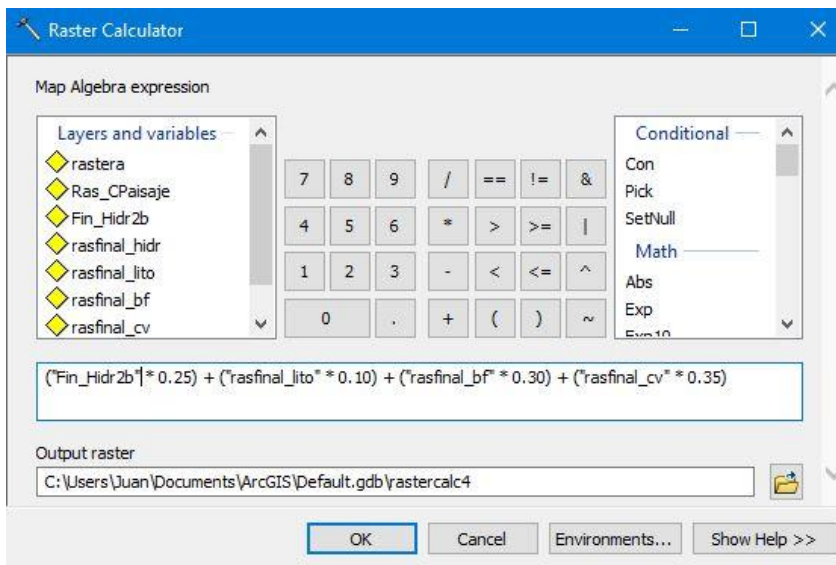 Raster Calculator
Map Algebra expression
Layers and variables
rastera
Ras_CPaisaje
Fin_Hidr2b
rasfinal_hidr
rasfinal_lito
rasfinal_bf
rasfinal_cv
7 8 9 / == != &
4 5 6 * > >= |
1 2 3 - < <= ^
0 . + ( ) ~
Conditional
Con
Pick
SetNull
Math
Abs
Exp
Exp10
("Fin_Hidr2b" * 0.25) + ("rasfinal_lito" * 0.10) + ("rasfinal_bf" * 0.30) + ("rasfinal_cv" * 0.35)
Output raster
C:\Users\Juan\Documents\ArcGIS\Default.gdb\rastercalc4
OK Cancel Environments... Show Help >>